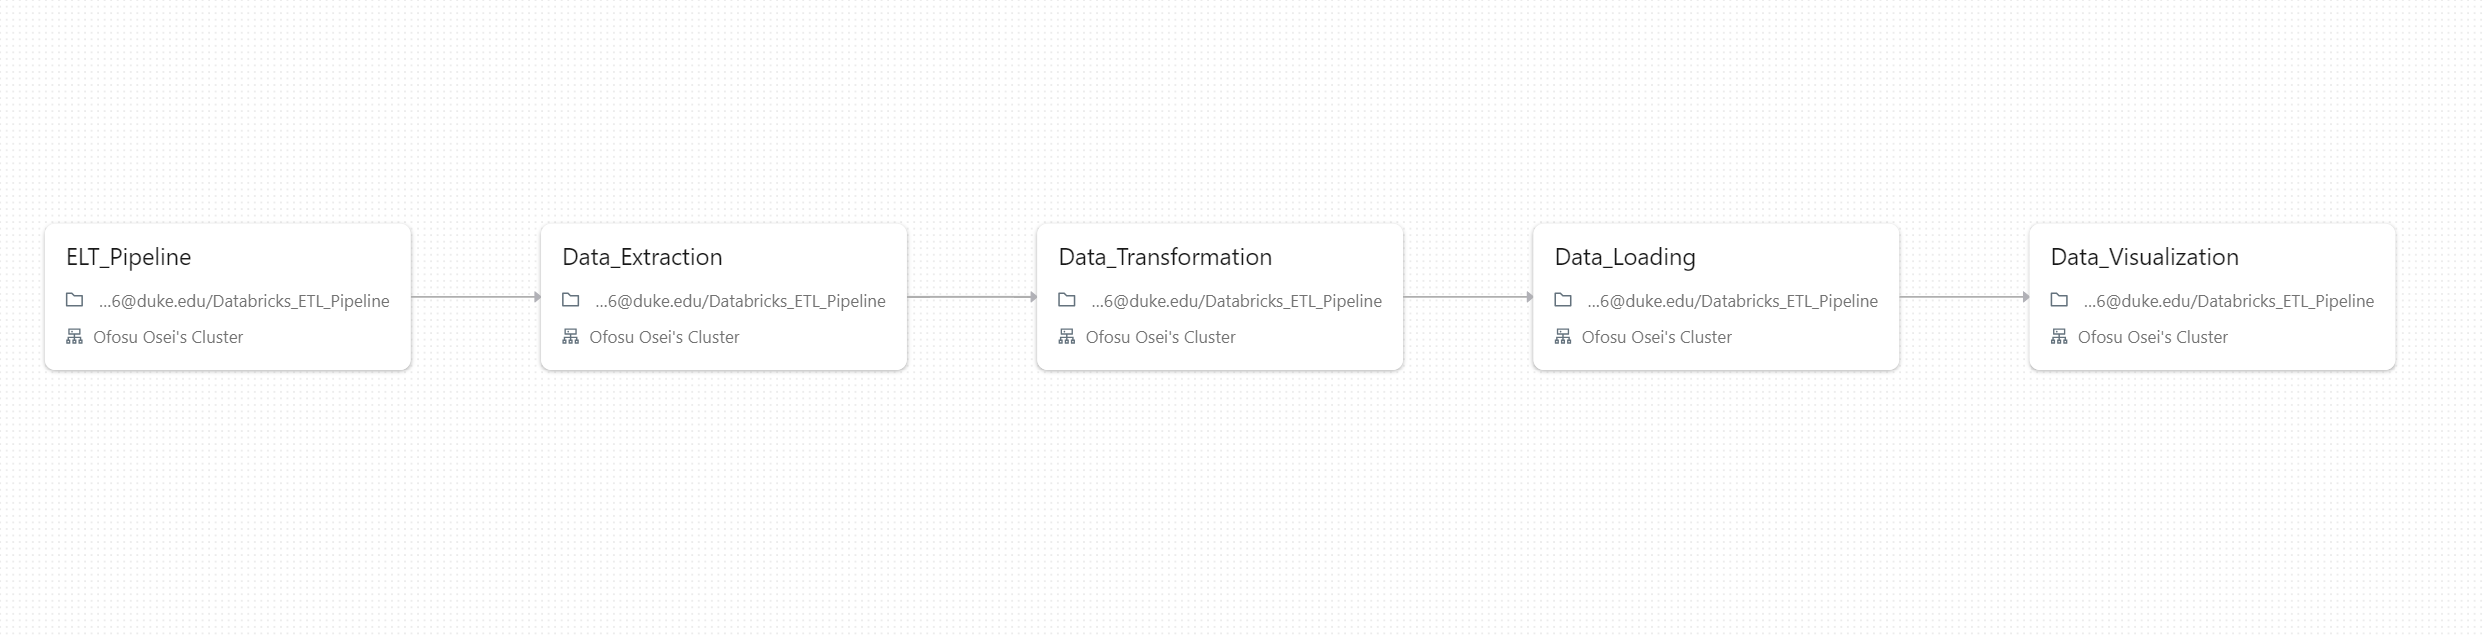 ELT_Pipeline
...6@duke.edu/Databricks_ETL_Pipeline
Ofosu Osei's Cluster
Data_Extraction
...6@duke.edu/Databricks_ETL_Pipeline
Ofosu Osei's Cluster
Data_Transformation
...6@duke.edu/Databricks_ETL_Pipeline
Ofosu Osei's Cluster
Data_Loading
...6@duke.edu/Databricks_ETL_Pipeline
Ofosu Osei's Cluster
Data_Visualization
...6@duke.edu/Databricks_ETL_Pipeline
Ofosu Osei's Cluster